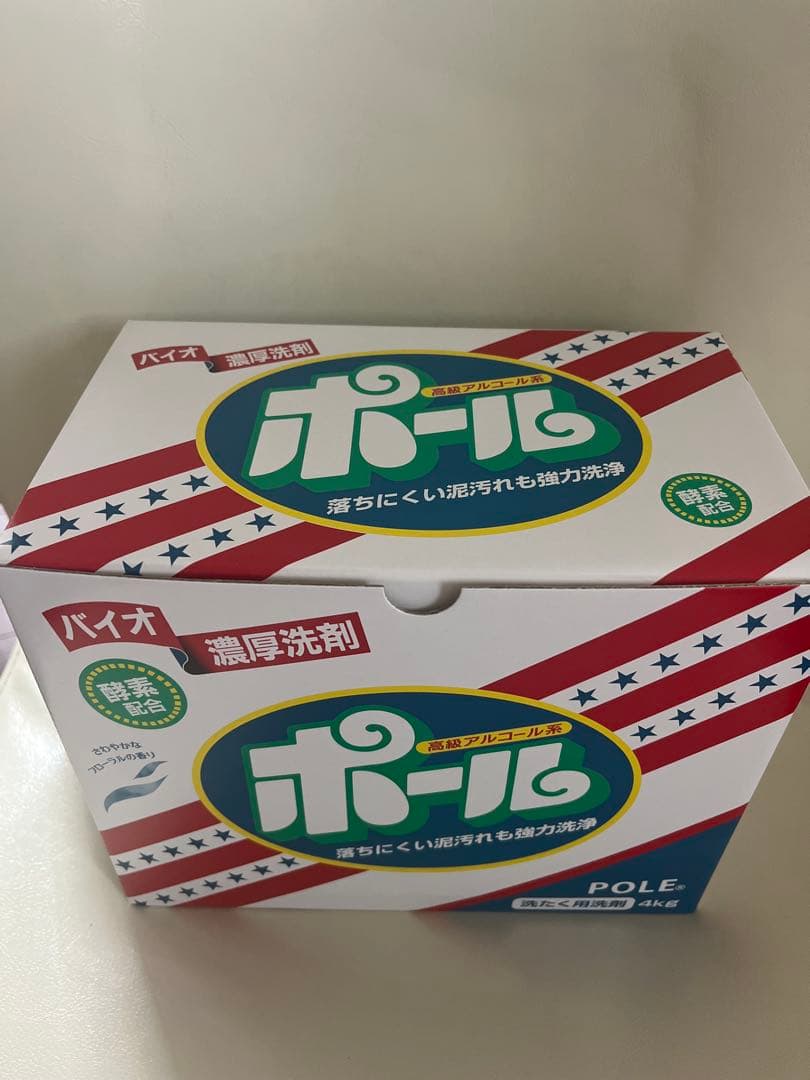 バイオ
濃厚洗剤
高級アルコール系
ポール
落ちにくい泥汚れも強力洗浄
酵素
配合
バイオ
濃厚洗剤
酵素
配合
さわやかな
フローラルの香り
高級アルコール系
ポール
落ちにくい泥汚れも強力洗浄
POLE®
洗たく用洗剤 4kg